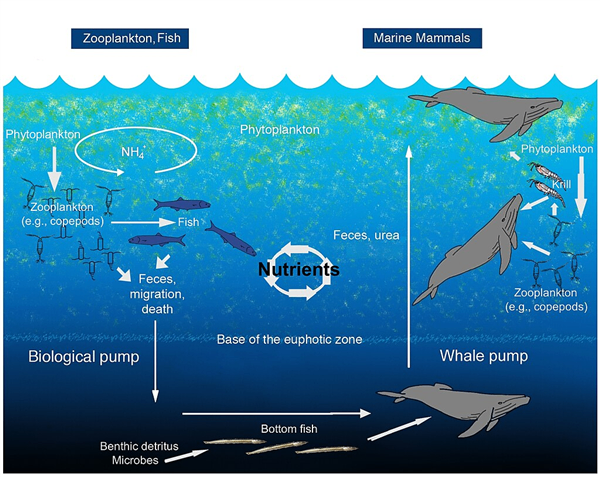 Zooplankton, Fish
Marine Mammals
Phytoplankton
NH₄⁺
Phytoplankton
Phytoplankton
Krill
Zooplankton
(e.g., copepods)
Fish
Feces, urea
Nutrients
Feces,
migration,
death
Zooplankton
(e.g., copepods)
Base of the euphotic zone
Biological pump
Whale pump
Bottom fish
Benthic detritus
Microbes